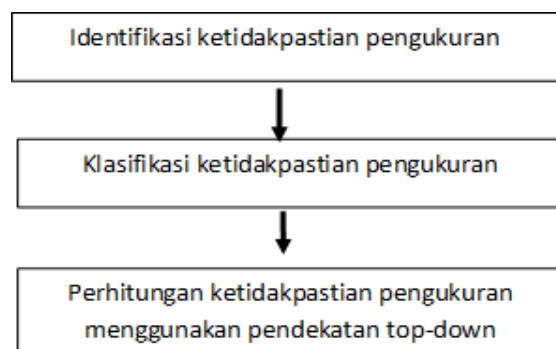 Identifikasi ketidakpastian pengukuran
Klasifikasi ketidakpastian pengukuran
Perhitungan ketidakpastian pengukuran
menggunakan pendekatan top-down